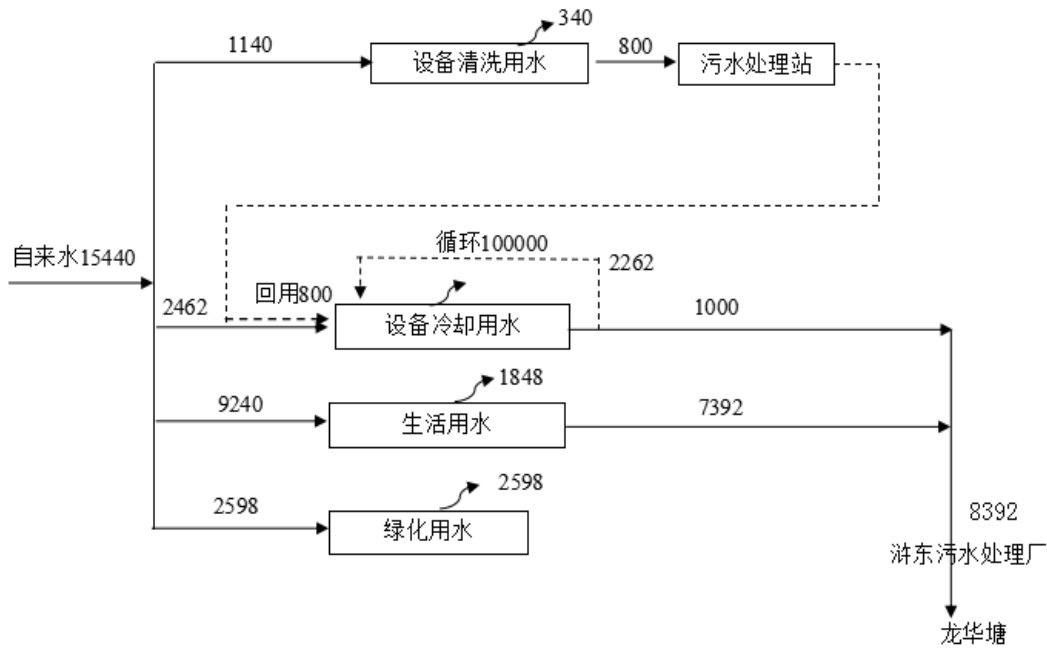 340
1140
设备清洗用水
800
污水处理站
自来水15440
循环100000
2262
2462
回用800
设备冷却用水
1000
1848
9240
生活用水
7392
2598
2598
绿化用水
8392
浒东污水处理厂
龙华塘